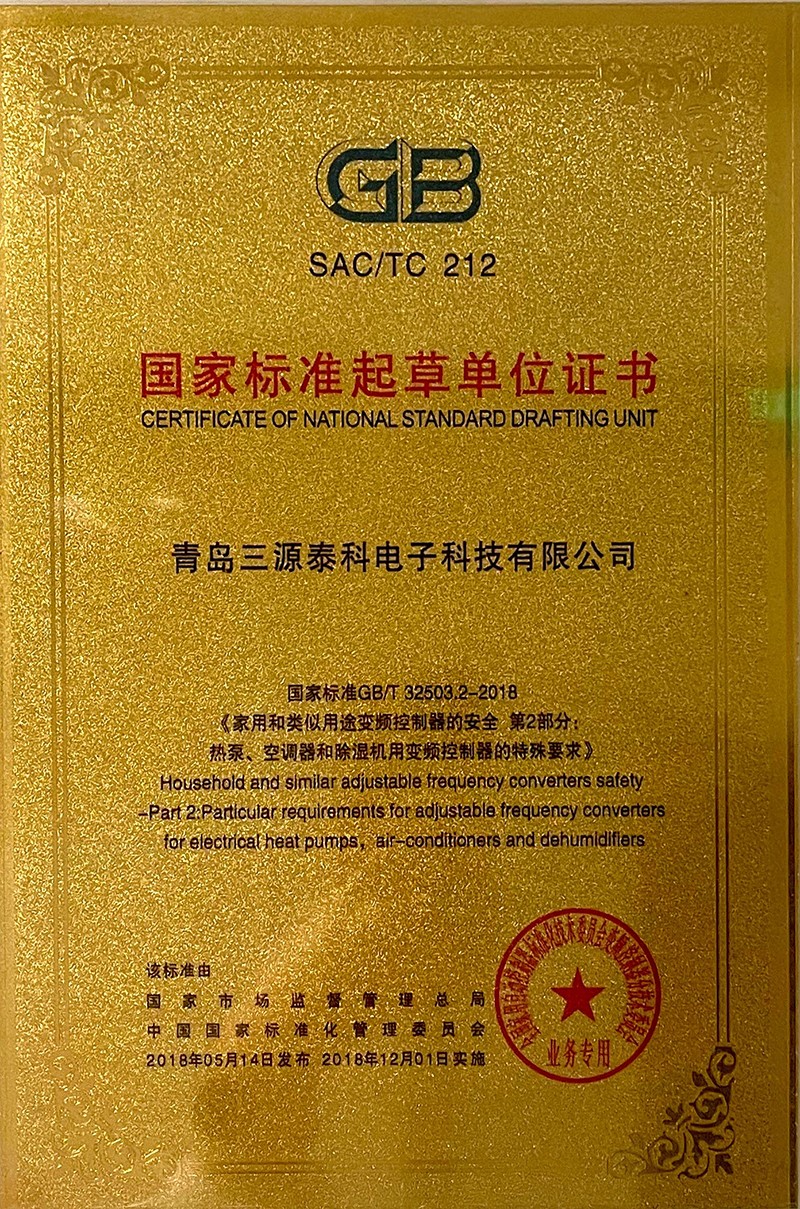 GB
SAC/TC 212
国家标准起草单位证书
CERTIFICATE OF NATIONAL STANDARD DRAFTING UNIT
青岛三源泰科电子科技有限公司
国家标准GB/T 32503.2-2018
《家用和类似用途变频控制器的安全 第2部分：
热泵、空调器和除湿机用变频控制器的特殊要求》
Household and similar adjustable frequency converters safety
-Part 2:Particular requirements for adjustable frequency converters
for electrical heat pumps，air-conditioners and dehumidifiers
该标准由
国家市场监督管理总局
中国国家标准化管理委员会
2018年05月14日发布 2018年12月01日实施
业务专用